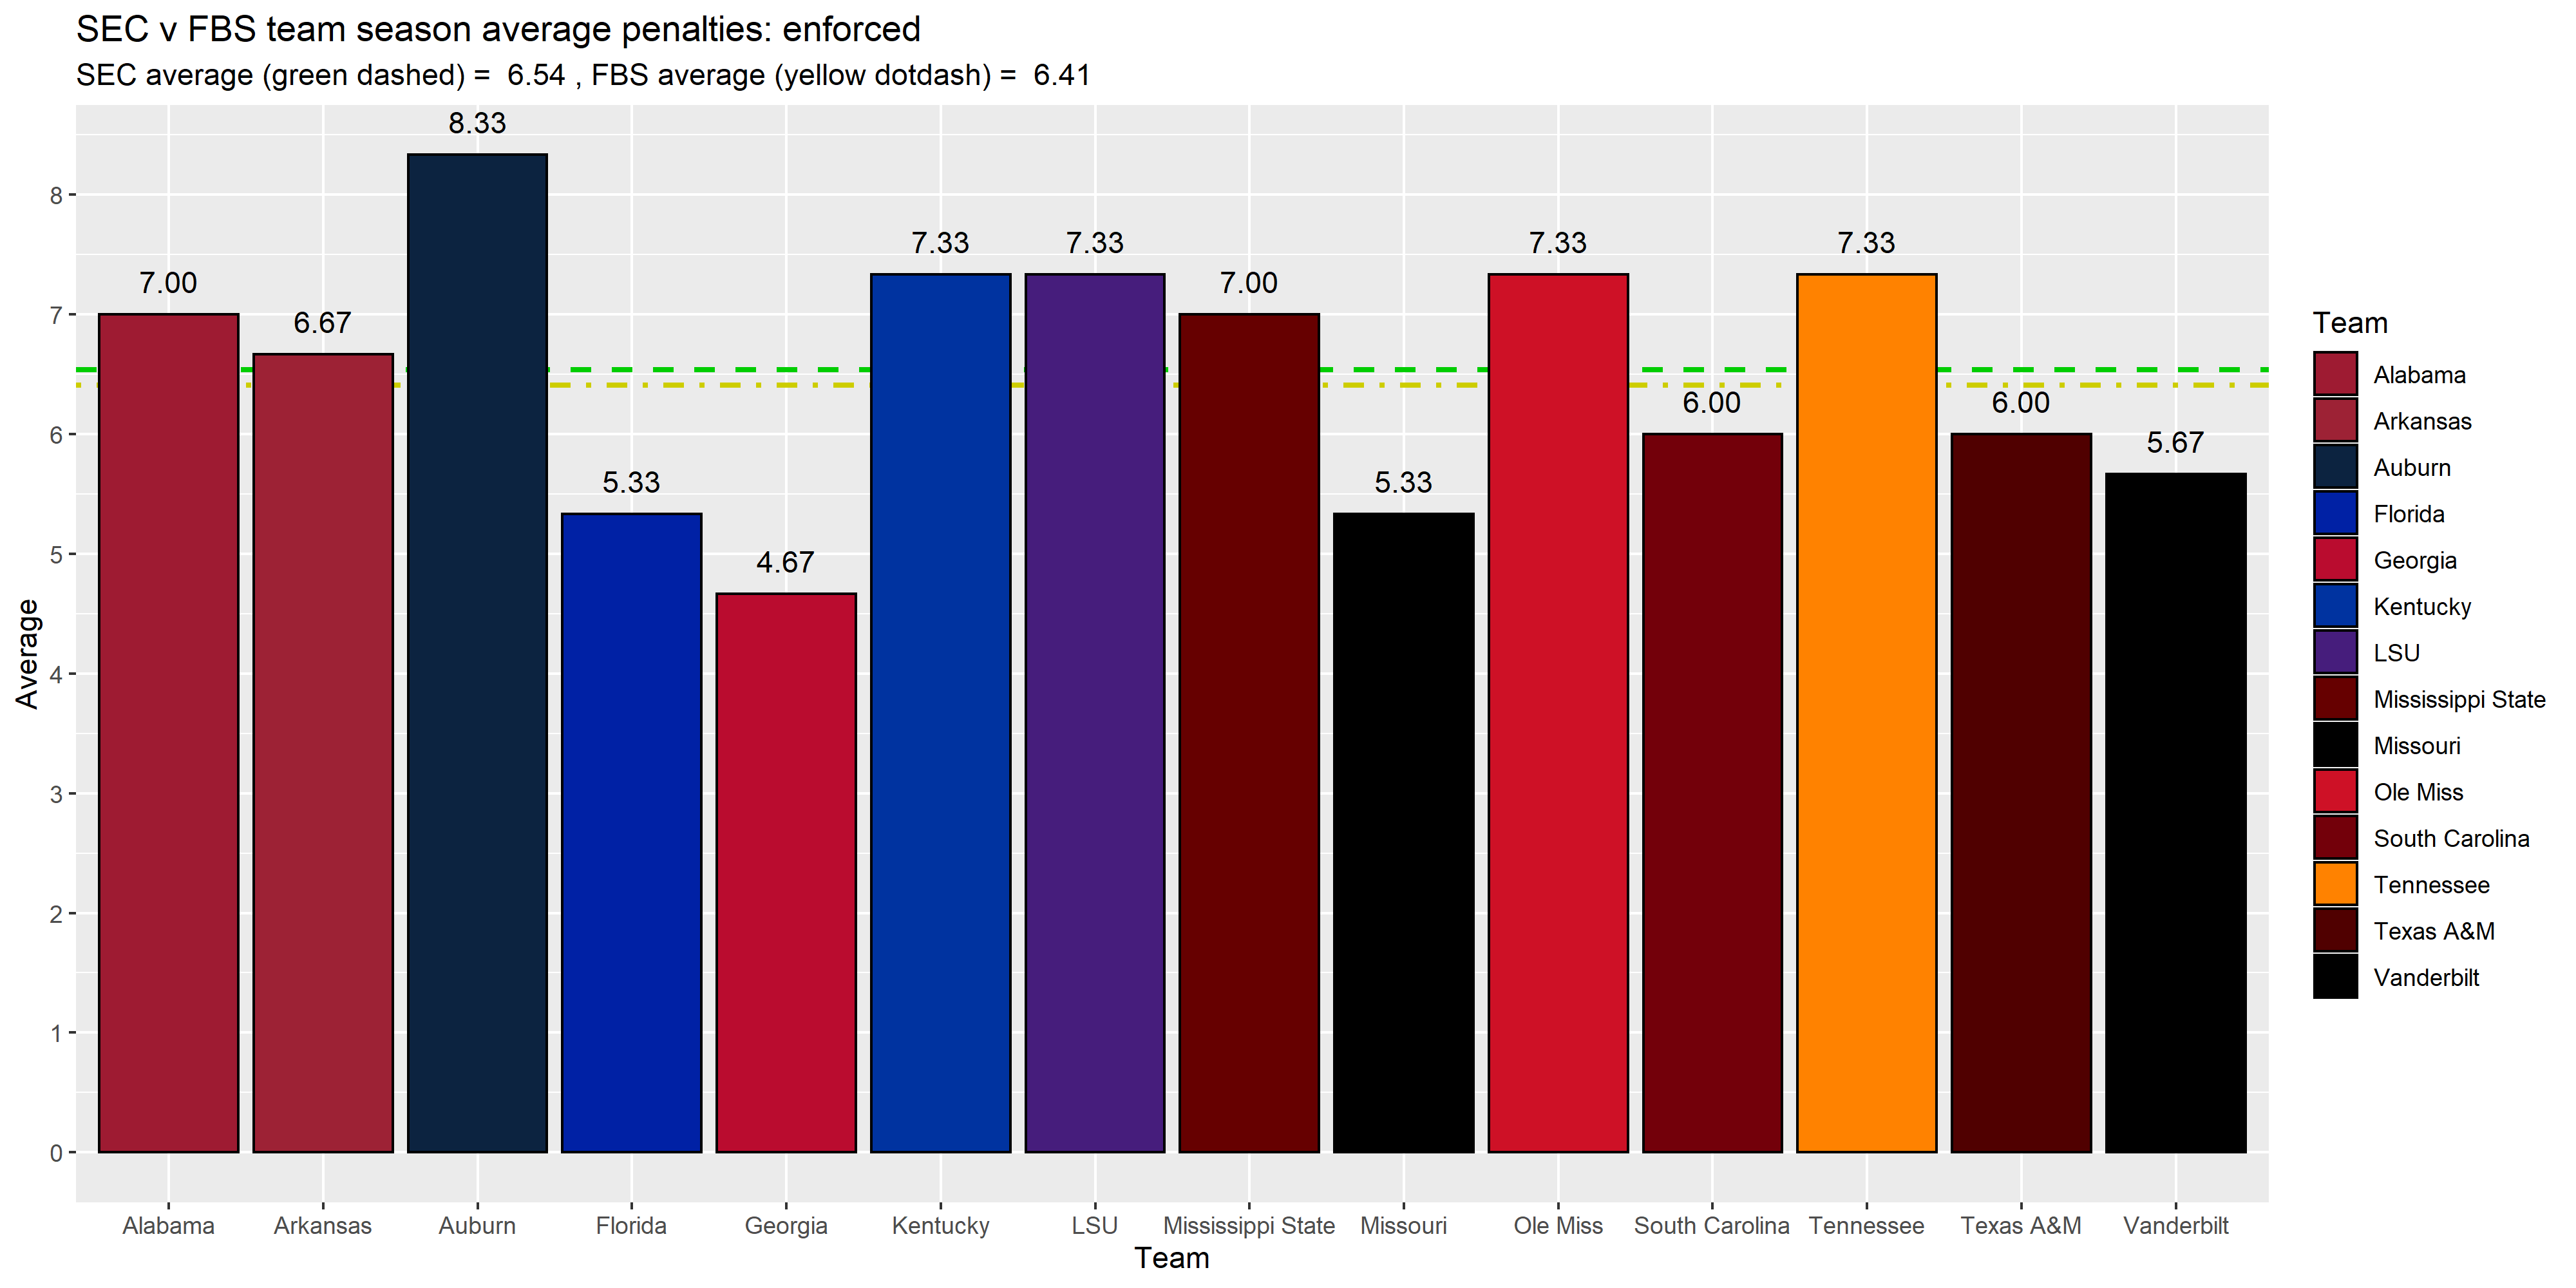 SEC v FBS team season average penalties: enforced
SEC average (green dashed) =  6.54 , FBS average (yellow dotdash) =  6.41
8.33
7.33
7.33
7.33
7.33
7.00
7.00
6.67
6.00
6.00
5.67
5.33
5.33
4.67
8
7
6
5
4
3
2
1
0
Average
Alabama
Arkansas
Auburn
Florida
Georgia
Kentucky
LSU
Mississippi State
Missouri
Ole Miss
South Carolina
Tennessee
Texas A&M
Vanderbilt
Team
Team
Alabama
Arkansas
Auburn
Florida
Georgia
Kentucky
LSU
Mississippi State
Missouri
Ole Miss
South Carolina
Tennessee
Texas A&M
Vanderbilt